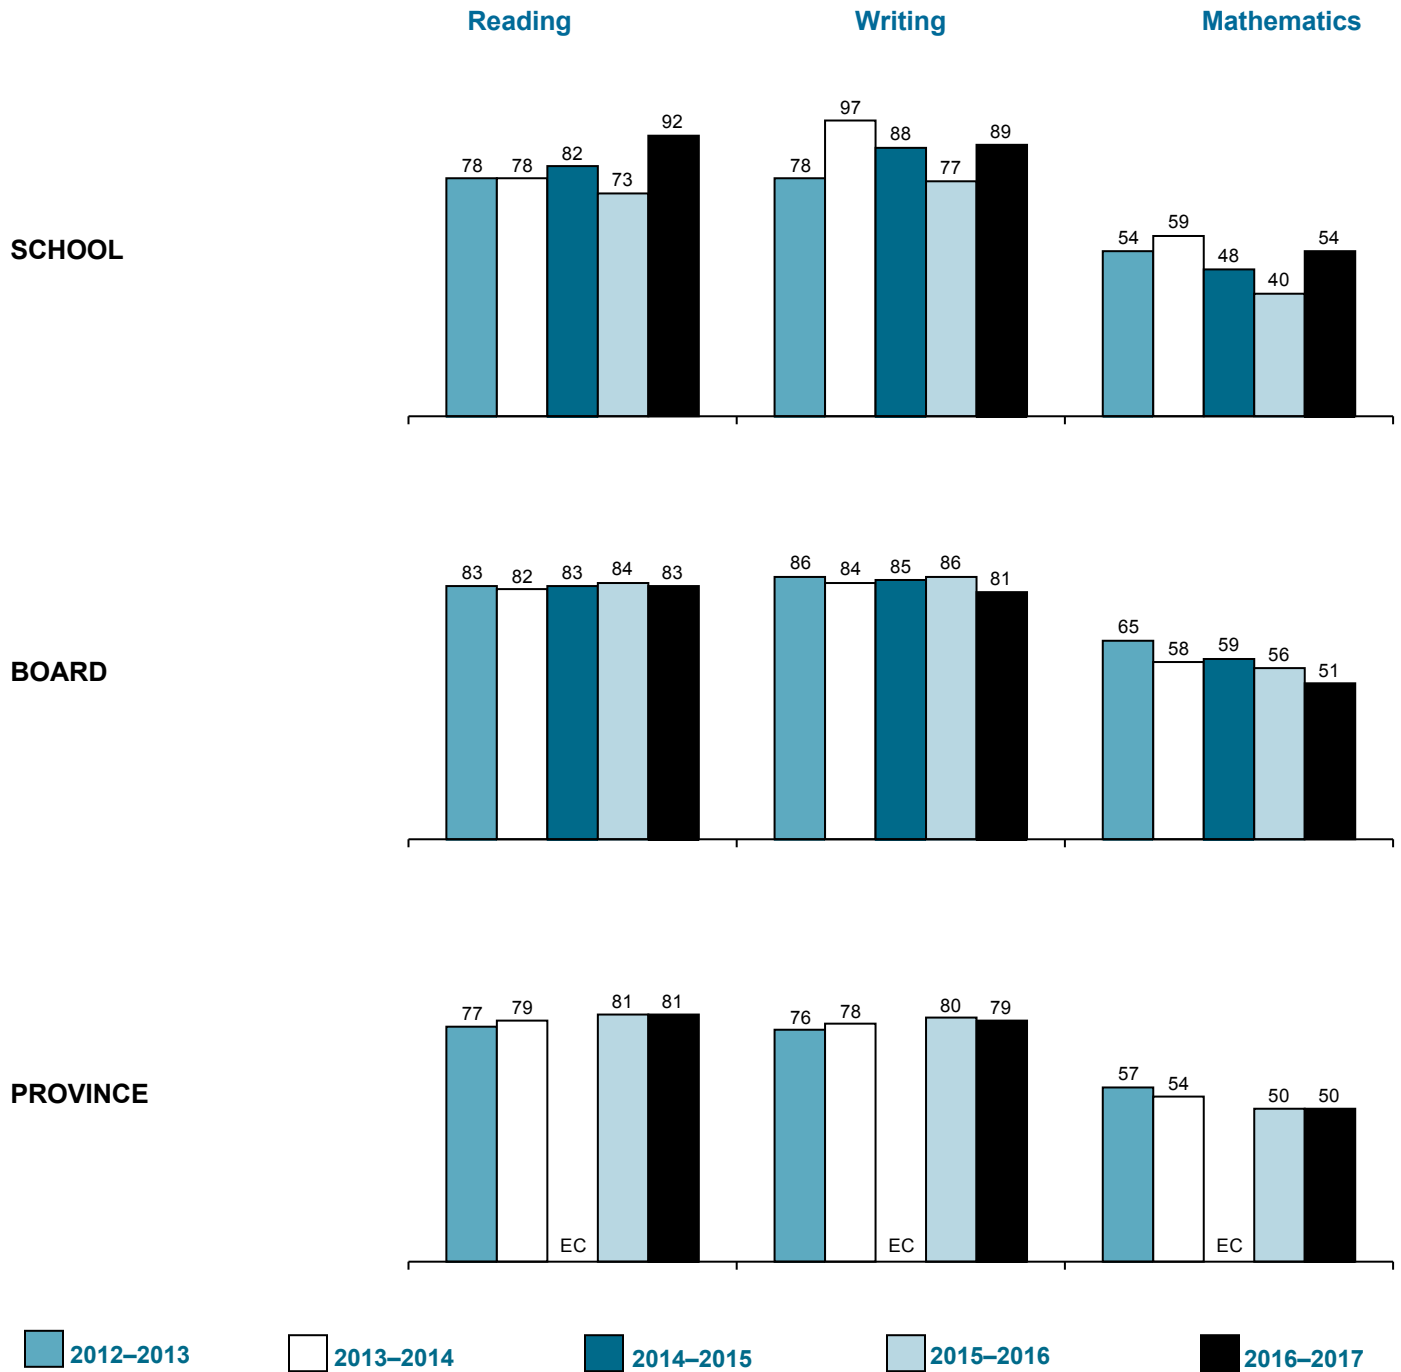 Reading Writing Mathematics
SCHOOL
78 78 82 73 92 78 97 88 77 89 54 59 48 40 54
BOARD
83 82 83 84 83 86 84 85 86 81 65 58 59 56 51
PROVINCE
77 79 EC 81 81 76 78 EC 80 79 57 54 EC 50 50
2012–2013 2013–2014 2014–2015 2015–2016 2016–2017